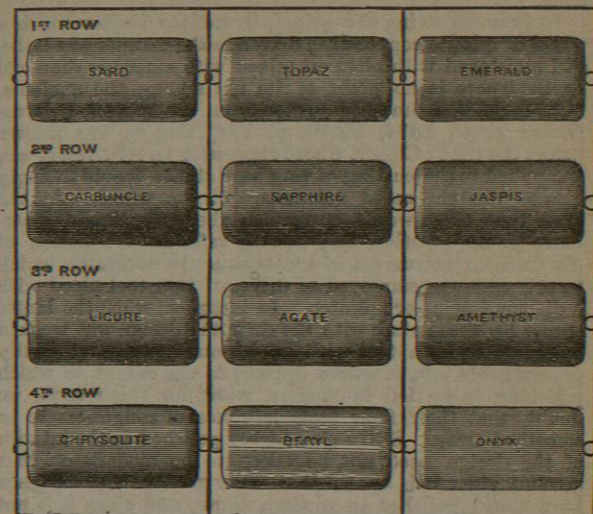 1ST ROW
SARD TOPAZ EMERALD
2ND ROW
CARBUNCLE SAPPHIRE JASPIS
3RD ROW
LIGURE AGATE AMETHYST
4TH ROW
CHRYSOLITE BERYL ONYX